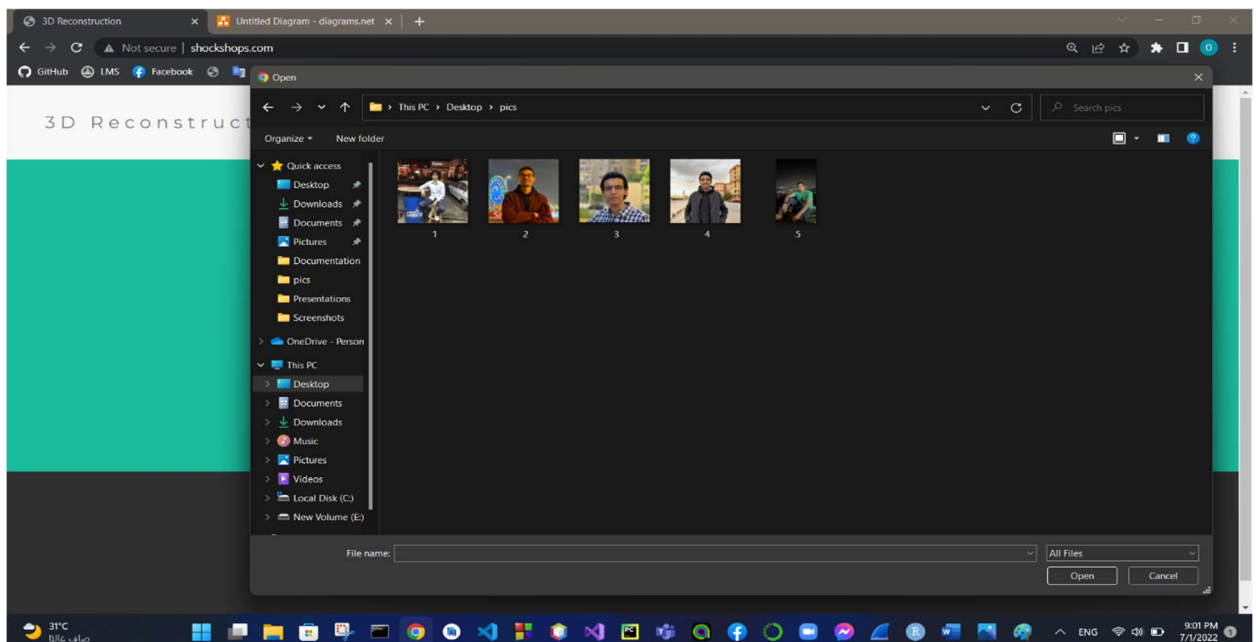 3D Reconstruction
Untitled Diagram - diagrams.net
Not secure | shockshops.com
GitHub LMS Facebook
3D Reconstruct
Open
This PC › Desktop › pics
Search pics
Organize New folder
Quick access
Desktop
Downloads
Documents
Pictures
Documentation
pics
Presentations
Screenshots
OneDrive - Person
This PC
Desktop
Documents
Downloads
Music
Pictures
Videos
Local Disk (C:)
New Volume (E:)
1 2 3 4 5
File name:
All Files
Open Cancel
31°C
صاف غالبًا
ENG
9:01 PM
7/1/2022